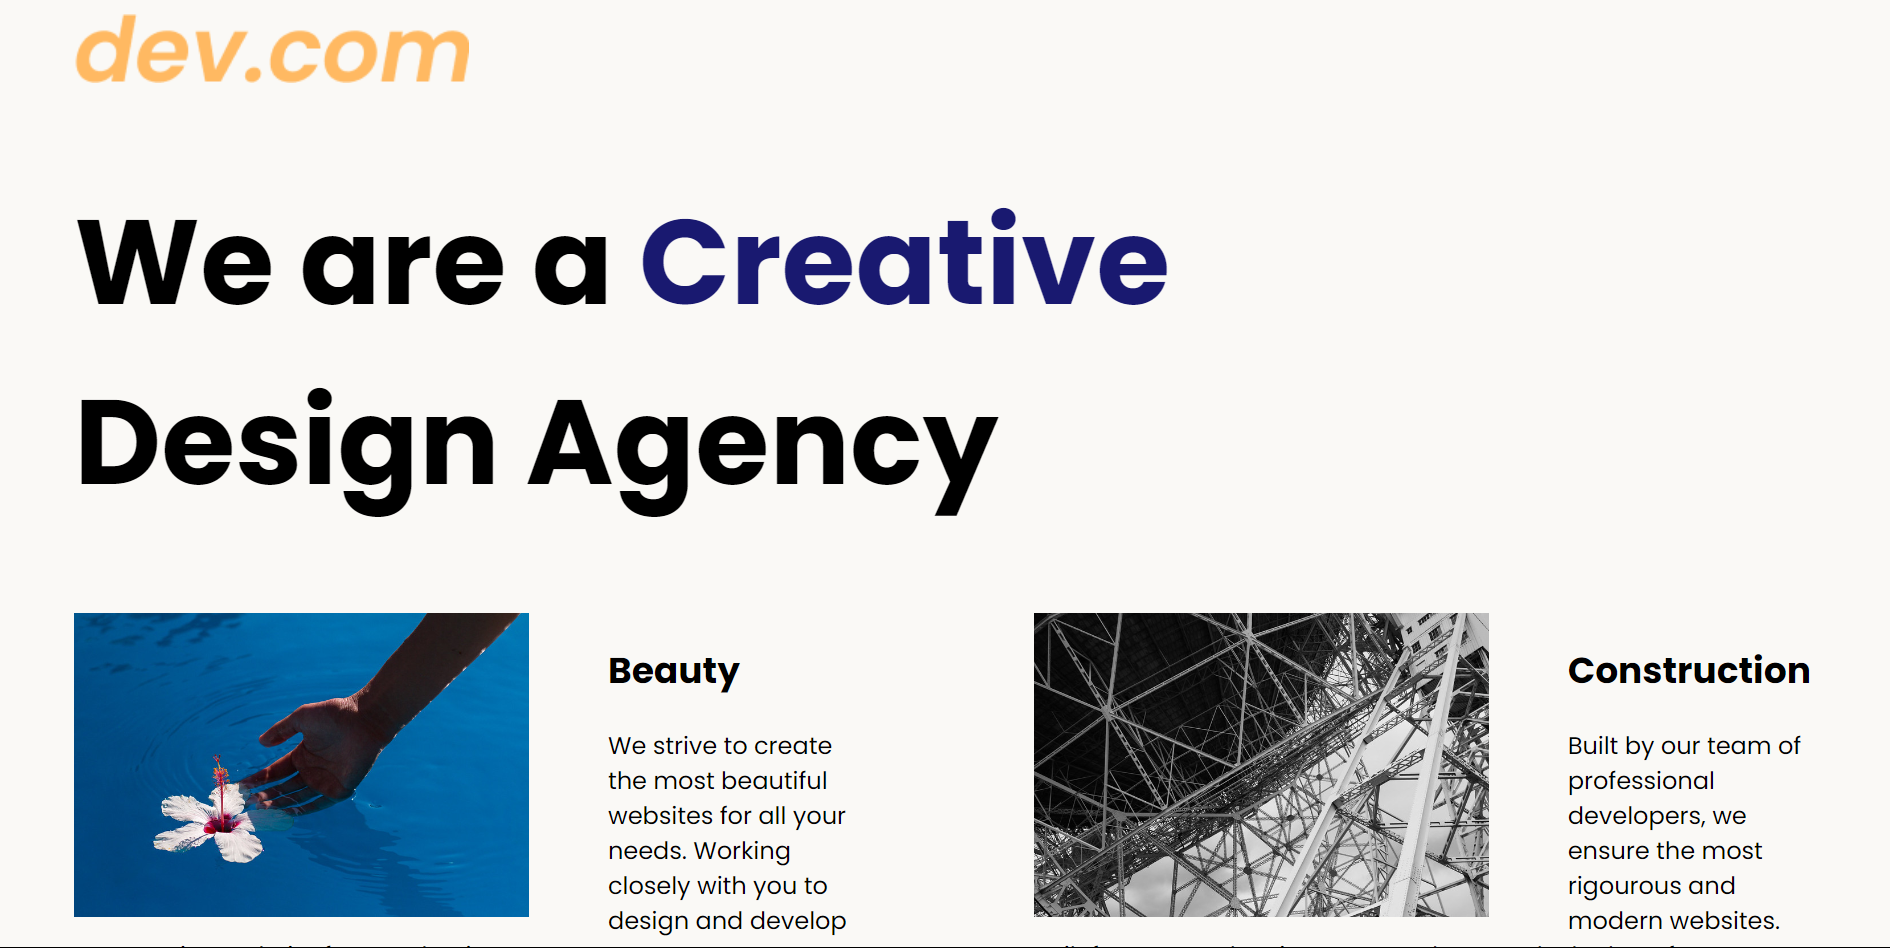 dev.com
We are a Creative
Design Agency
Beauty
We strive to create
the most beautiful
websites for all your
needs. Working
closely with you to
design and develop
Construction
Built by our team of
professional
developers, we
ensure the most
rigourous and
modern websites.